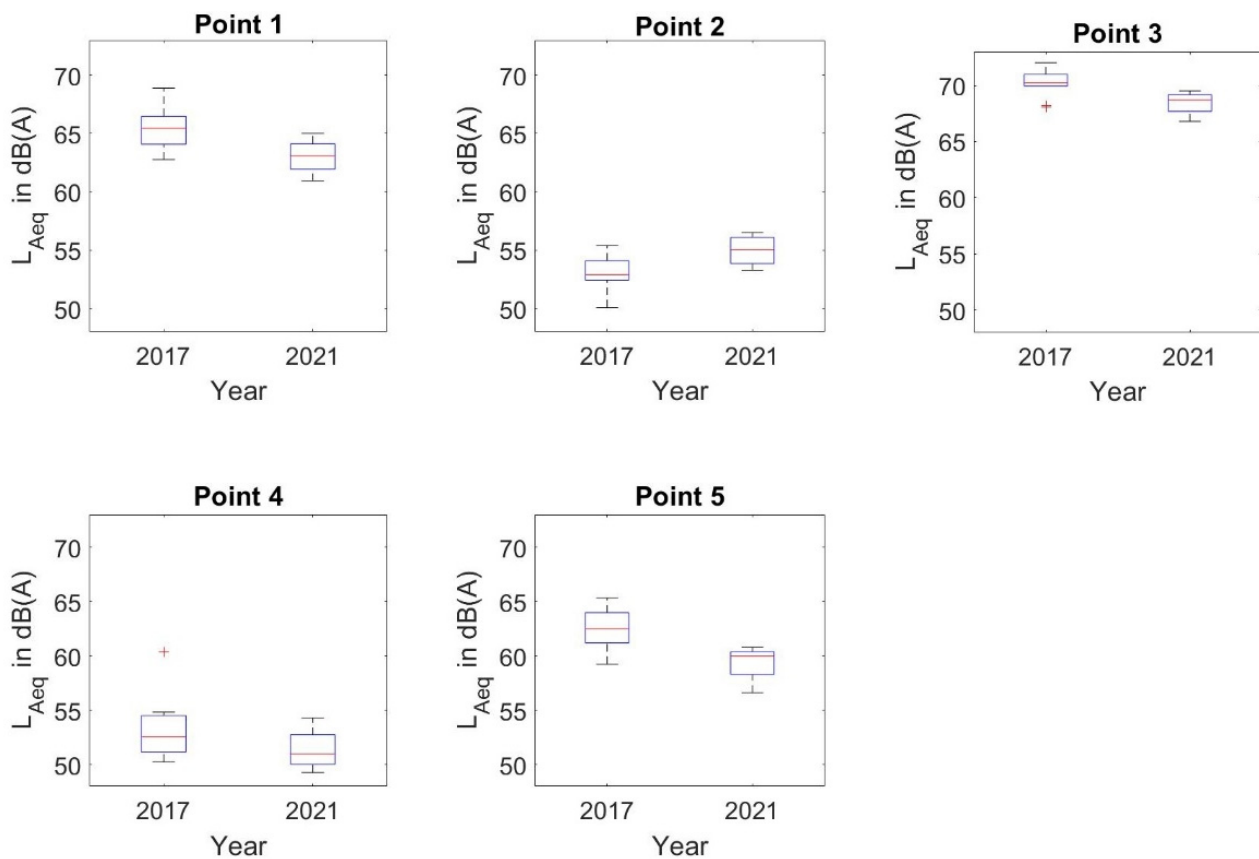 Point 1
70
65
60
55
50
L_Aeq in dB(A)
2017 2021
Year
Point 2
70
65
60
55
50
L_Aeq in dB(A)
2017 2021
Year
Point 3
70
65
60
55
50
L_Aeq in dB(A)
2017 2021
Year
Point 4
70
65
60
55
50
L_Aeq in dB(A)
2017 2021
Year
Point 5
70
65
60
55
50
L_Aeq in dB(A)
2017 2021
Year